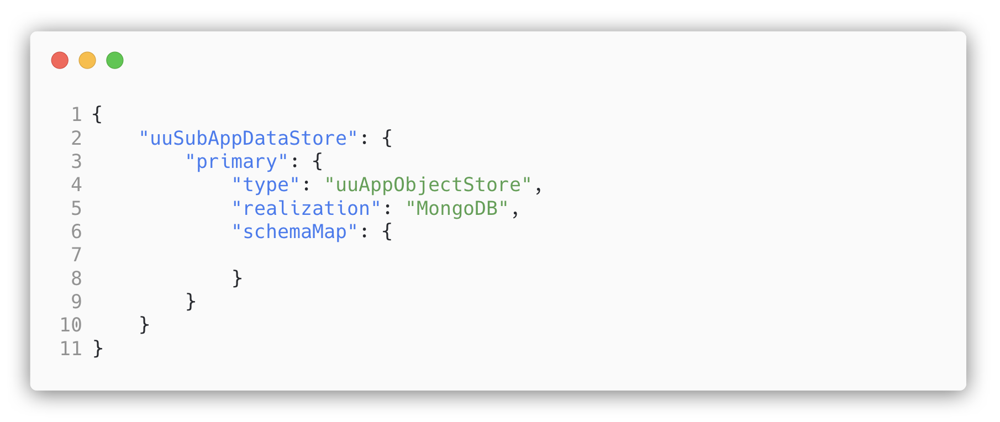 1 {
2     "uuSubAppDataStore": {
3         "primary": {
4             "type": "uuAppObjectStore",
5             "realization": "MongoDB",
6             "schemaMap": {
7
8             }
9         }
10     }
11 }